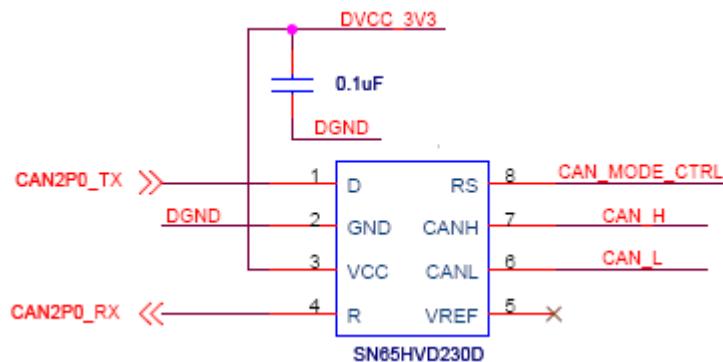 DVCC_3V3
0.1uF
DGND
CAN2P0_TX 1 D RS 8 CAN_MODE_CTRL
DGND 2 GND CANH 7 CAN_H
3 VCC CANL 6 CAN_L
CAN2P0_RX 4 R VREF 5
SN65HVD230D